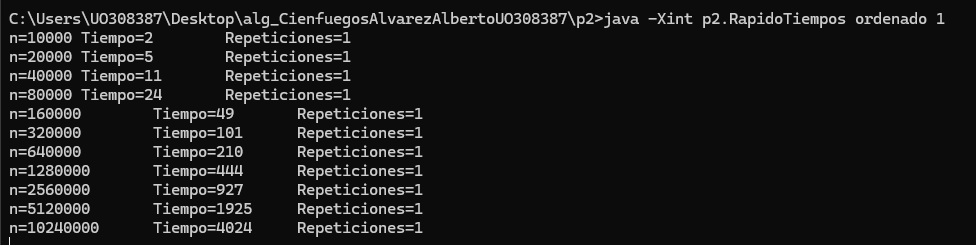 C:\Users\UO308387\Desktop\alg_CienfuegosAlvarezAlbertoUO308387\p2>java -Xint p2.RapidoTiempos ordenado 1
n=10000 Tiempo=2 Repeticiones=1
n=20000 Tiempo=5 Repeticiones=1
n=40000 Tiempo=11 Repeticiones=1
n=80000 Tiempo=24 Repeticiones=1
n=160000 Tiempo=49 Repeticiones=1
n=320000 Tiempo=101 Repeticiones=1
n=640000 Tiempo=210 Repeticiones=1
n=1280000 Tiempo=444 Repeticiones=1
n=2560000 Tiempo=927 Repeticiones=1
n=5120000 Tiempo=1925 Repeticiones=1
n=10240000 Tiempo=4024 Repeticiones=1